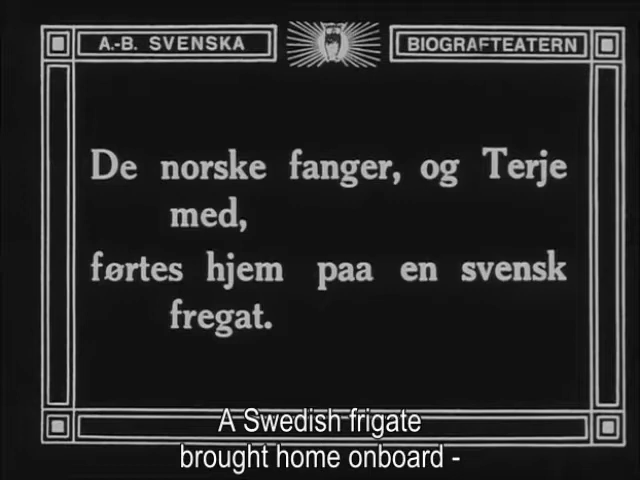 A.-B. SVENSKA
BIOGRAFTEATERN
De norske fanger, og Terje
med,
førtes hjem paa en svensk
fregat.
A Swedish frigate
brought home onboard -